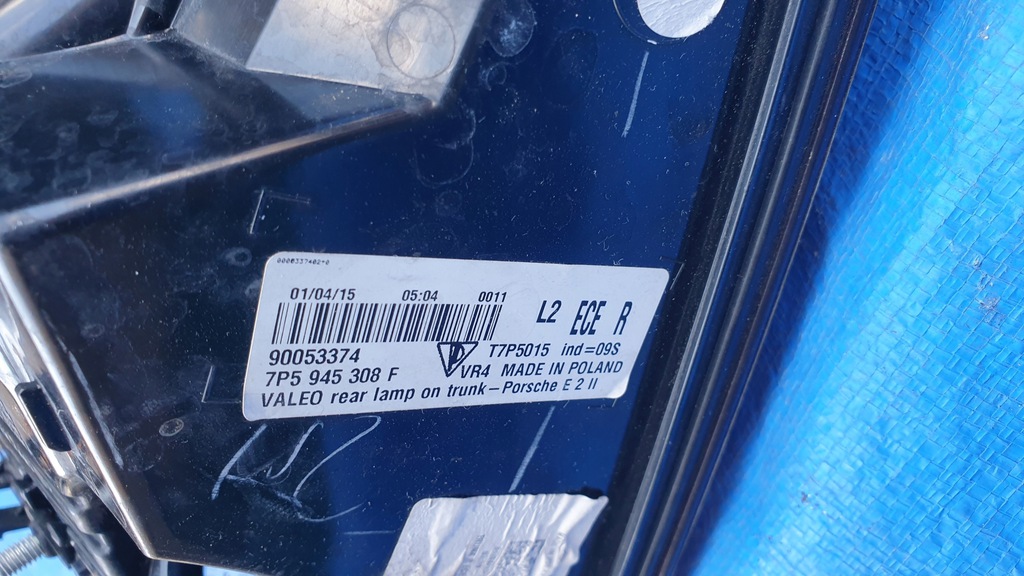 01/04/15 05:04 0011
L2 ECE R
90053374
T7P5015 ind=09S
7P5 945 308 F
VR4 MADE IN POLAND
VALEO rear lamp on trunk-Porsche E 2 II